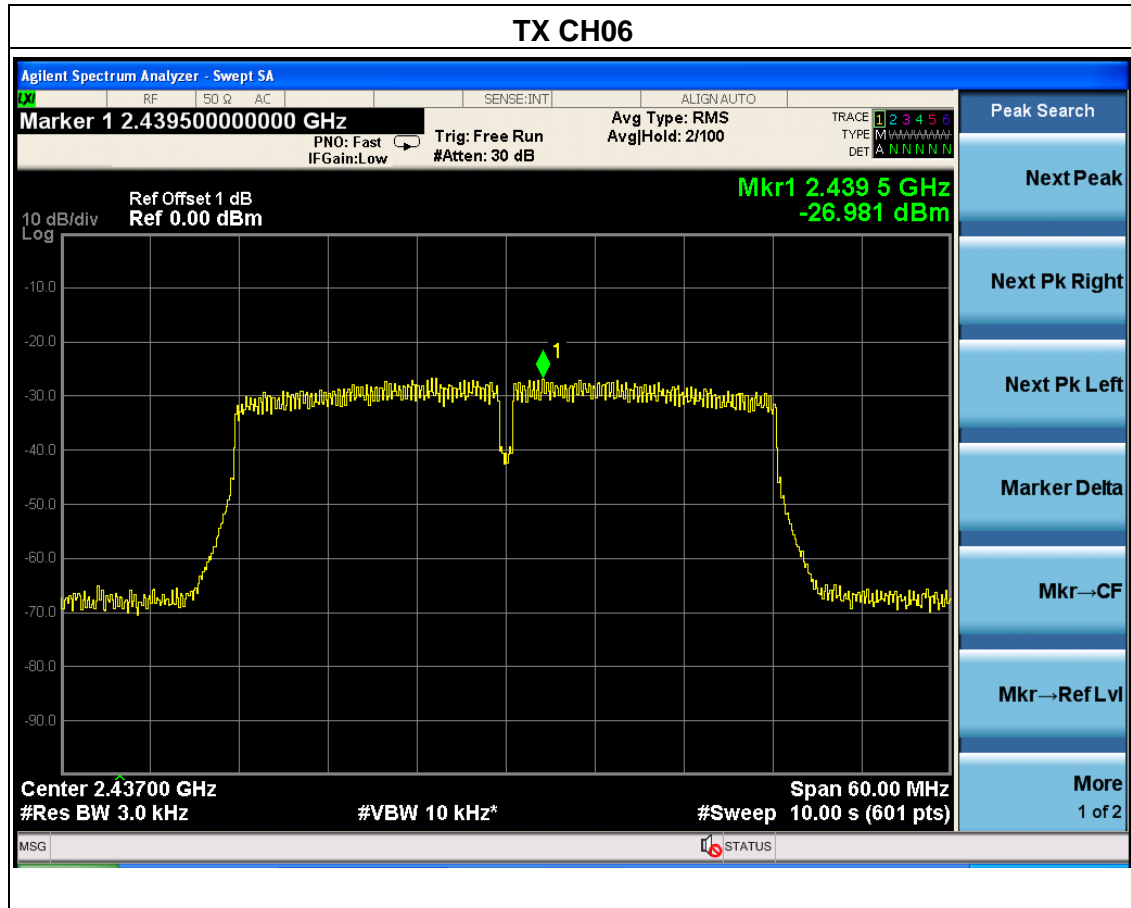 TX CH06
Agilent Spectrum Analyzer - Swept SA
LXI RF 50 Ω AC SENSE:INT ALIGN AUTO
Marker 1 2.439500000000 GHz
PNO: Fast
IFGain:Low
Trig: Free Run
#Atten: 30 dB
Avg Type: RMS
Avg|Hold: 2/100
TRACE 1 2 3 4 5 6
TYPE M WWWWW
DET A N N N N N
Ref Offset 1 dB
10 dB/div Ref 0.00 dBm
Log
Mkr1 2.439 5 GHz
-26.981 dBm
-10.0
-20.0
-30.0
-40.0
-50.0
-60.0
-70.0
-80.0
-90.0
1
Center 2.43700 GHz Span 60.00 MHz
#Res BW 3.0 kHz #VBW 10 kHz* #Sweep 10.00 s (601 pts)
MSG STATUS
Peak Search
Next Peak
Next Pk Right
Next Pk Left
Marker Delta
Mkr→CF
Mkr→Ref Lvl
More
1 of 2